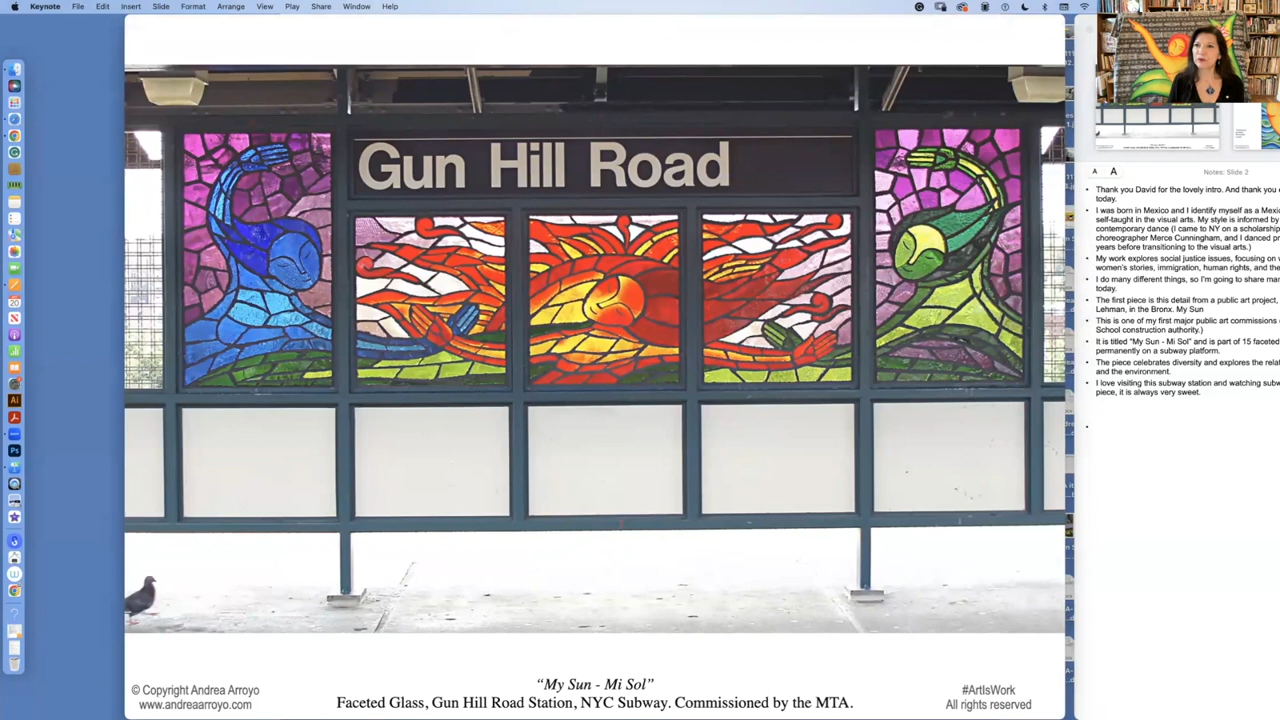 Keynote File Edit Insert Slide Format Arrange View Play Share Window Help
Gun Hill Road
"My Sun - Mi Sol"
Faceted Glass, Gun Hill Road Station, NYC Subway. Commissioned by the MTA.
© Copyright Andrea Arroyo
www.andreaarroyo.com
#ArtIsWork
All rights reserved
Notes: Slide 2
A A
• Thank you David for the lovely intro. And thank you
today.
• I was born in Mexico and I identify myself as a
self-taught in the visual arts. My style is informed by
contemporary dance (I came to NY on a scholarship
choreographer Merce Cunningham, and I danced
years before transitioning to the visual arts.)
• My work explores social justice issues, focusing on
women's stories, immigration, human rights, and
• I do many different things, so I'm going to share
today.
• The first piece is this detail from a public art project,
Lehman, in the Bronx. My Sun
• This is one of my first major public art commissions
School construction authority.)
• It is titled "My Sun - Mi Sol" and is part of 15 faceted
permanently on a subway platform.
• The piece celebrates diversity and explores the
and the environment.
• I love visiting this subway station and watching
piece, it is always very sweet.
•